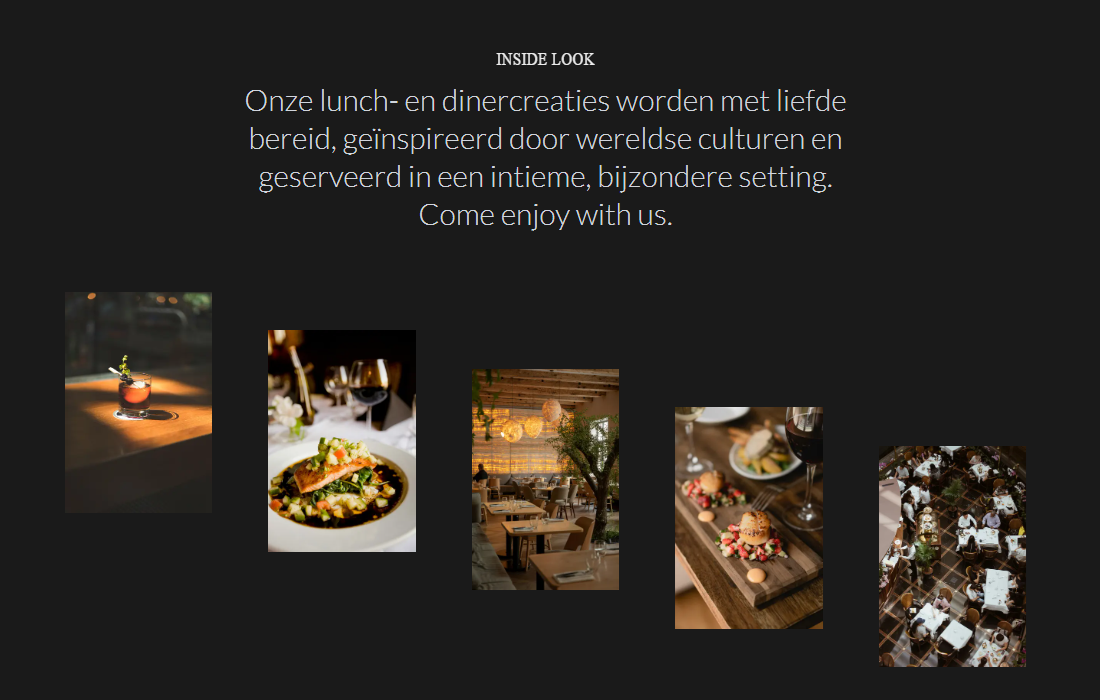 INSIDE LOOK
Onze lunch- en dinercreaties worden met liefde
bereid, geïnspireerd door wereldse culturen en
geserveerd in een intieme, bijzondere setting.
Come enjoy with us.